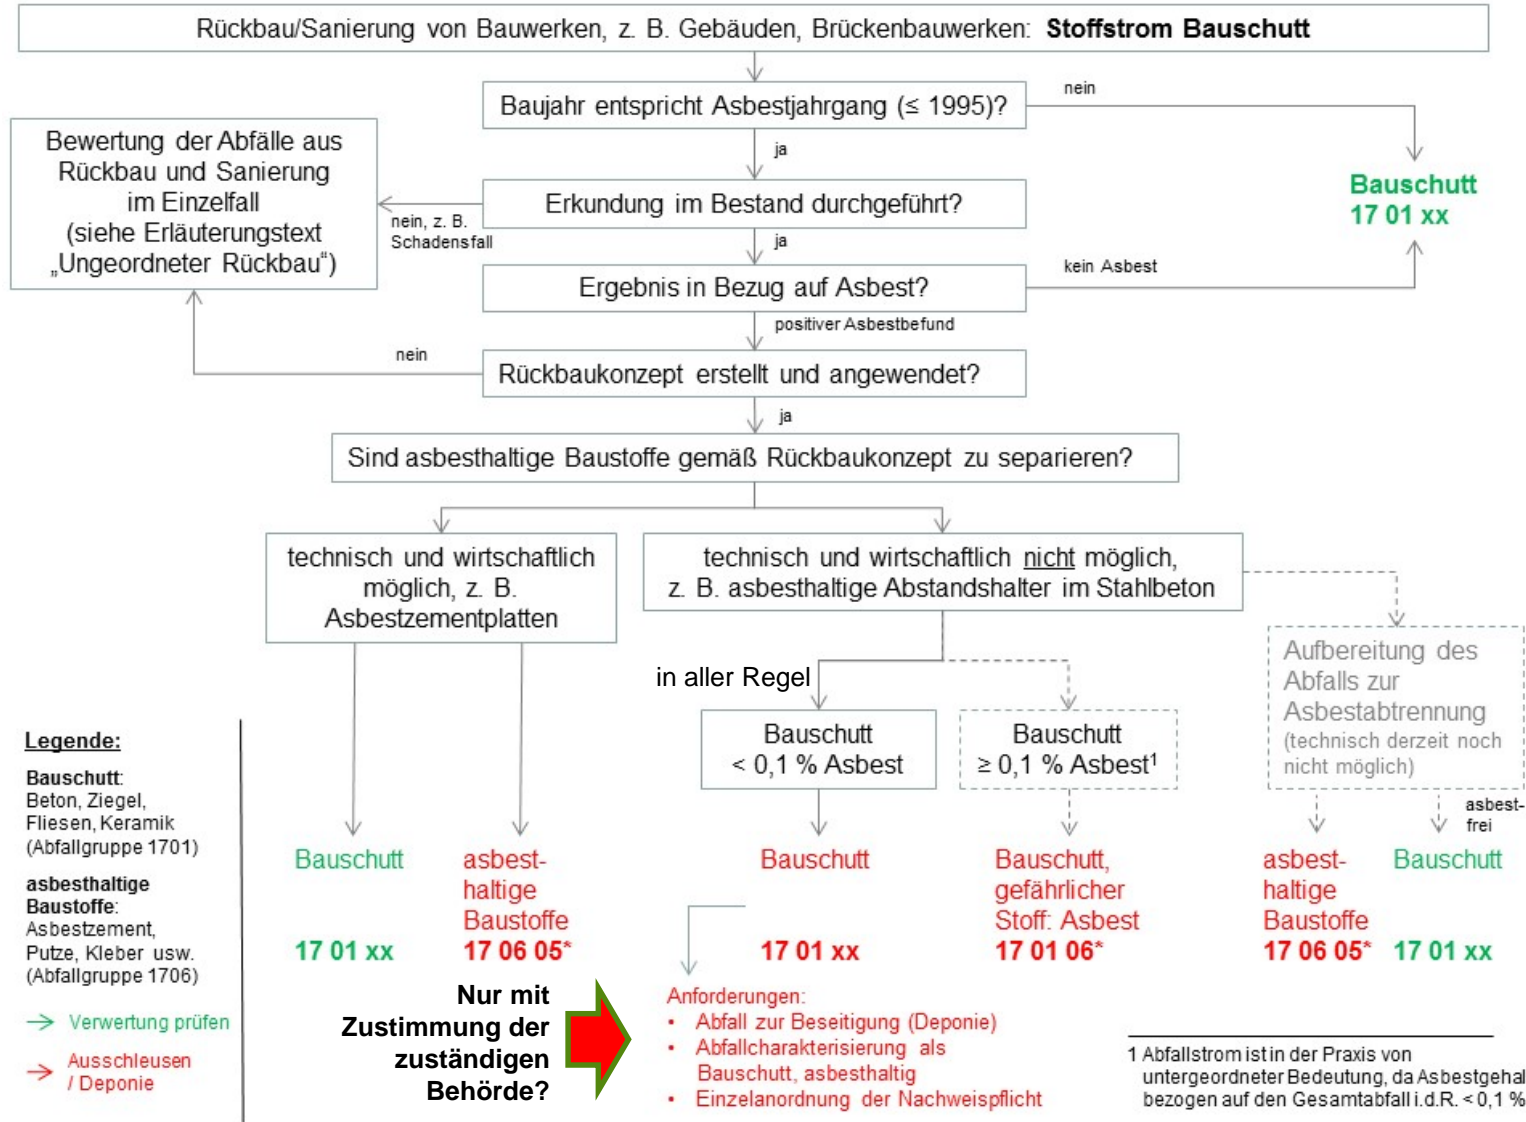 Rückbau/Sanierung von Bauwerken, z. B. Gebäuden, Brückenbauwerken: Stoffstrom Bauschutt
Baujahr entspricht Asbestjahrgang (≤ 1995)?
nein
ja
Bewertung der Abfälle aus
Rückbau und Sanierung
im Einzelfall
(siehe Erläuterungstext
„Ungeordneter Rückbau“)
Erkundung im Bestand durchgeführt?
nein, z. B.
Schadensfall
ja
Bauschutt
17 01 xx
Ergebnis in Bezug auf Asbest?
kein Asbest
positiver Asbestbefund
nein
Rückbaukonzept erstellt und angewendet?
ja
Sind asbesthaltige Baustoffe gemäß Rückbaukonzept zu separieren?
technisch und wirtschaftlich
möglich, z. B.
Asbestzementplatten
technisch und wirtschaftlich nicht möglich,
z. B. asbesthaltige Abstandshalter im Stahlbeton
Aufbereitung des
Abfalls zur
Asbestabtrennung
(technisch derzeit noch
nicht möglich)
in aller Regel
Bauschutt
< 0,1 % Asbest
Bauschutt
≥ 0,1 % Asbest¹
asbest-
frei
Legende:
Bauschutt:
Beton, Ziegel,
Fliesen, Keramik
(Abfallgruppe 1701)
asbesthaltige
Baustoffe:
Asbestzement,
Putze, Kleber usw.
(Abfallgruppe 1706)
Verwertung prüfen
Ausschleusen
/ Deponie
Bauschutt
17 01 xx
asbest-
haltige
Baustoffe
17 06 05*
Bauschutt
17 01 xx
Bauschutt,
gefährlicher
Stoff: Asbest
17 01 06*
asbest-
haltige
Baustoffe
17 06 05*
Bauschutt
17 01 xx
Nur mit
Zustimmung der
zuständigen
Behörde?
Anforderungen:
• Abfall zur Beseitigung (Deponie)
• Abfallcharakterisierung als
Bauschutt, asbesthaltig
• Einzelanordnung der Nachweispflicht
1 Abfallstrom ist in der Praxis von
untergeordneter Bedeutung, da Asbestgehal
bezogen auf den Gesamtabfall i.d.R. < 0,1 %